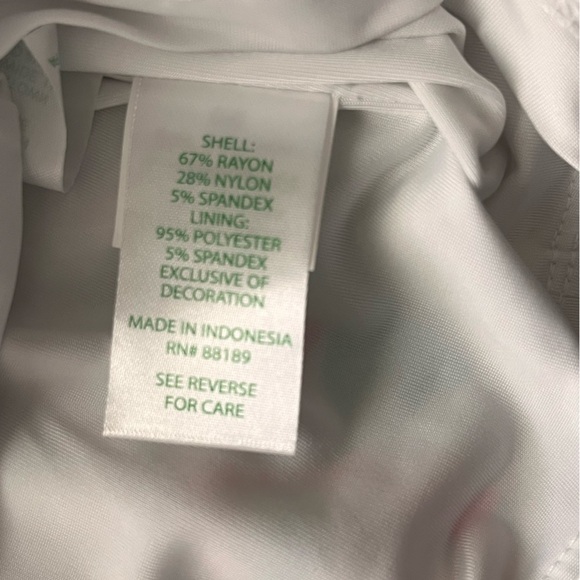 SHELL:
67% RAYON
28% NYLON
5% SPANDEX
LINING:
95% POLYESTER
5% SPANDEX
EXCLUSIVE OF
DECORATION
MADE IN INDONESIA
RN# 88189
SEE REVERSE
FOR CARE